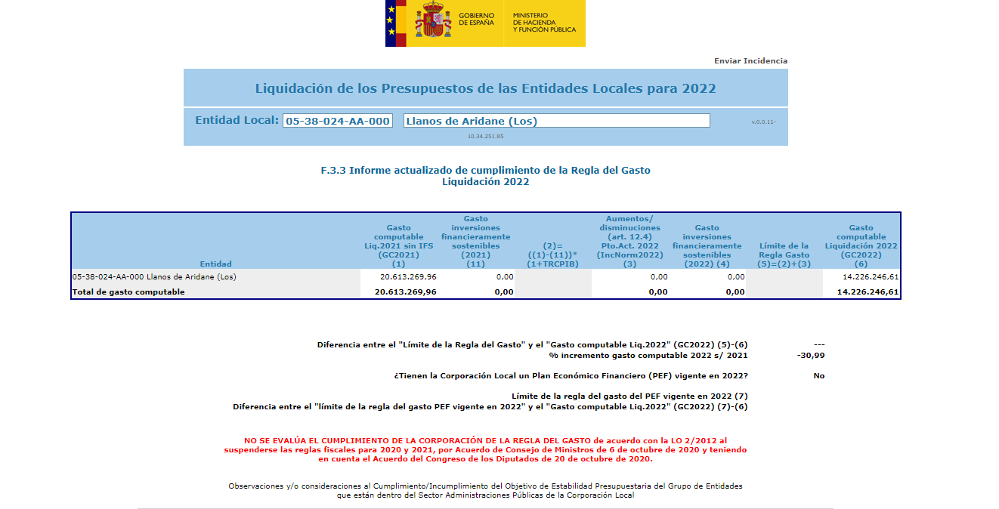 GOBIERNO
DE ESPAÑA
MINISTERIO
DE HACIENDA
Y FUNCIÓN PÚBLICA
Enviar Incidencia
Liquidación de los Presupuestos de las Entidades Locales para 2022
Entidad Local: 05-38-024-AA-000 Llanos de Aridane (Los) v.0.0.11-
10.34.251.85
F.3.3 Informe actualizado de cumplimiento de la Regla del Gasto
Liquidación 2022
Entidad
Gasto
computable
Liq.2021 sin IFS
(GC2021)
(1)
Gasto
inversiones
financieramente
sostenibles
(2021)
(11)
(2)=
((1)-(11))*
(1+TRCPIB)
Aumentos/
disminuciones
(art. 12.4)
Pto.Act. 2022
(IncNorm2022)
(3)
Gasto
inversiones
financieramente
sostenibles
(2022) (4)
Límite de la
Regla Gasto
(5)=(2)+(3)
Gasto
computable
Liquidación 2022
(GC2022)
(6)
05-38-024-AA-000 Llanos de Aridane (Los) 20.613.269,96 0,00 0,00 0,00 14.226.246,61
Total de gasto computable 20.613.269,96 0,00 0,00 0,00 14.226.246,61
Diferencia entre el "Límite de la Regla del Gasto" y el "Gasto computable Liq.2022" (GC2022) (5)-(6) ---
% incremento gasto computable 2022 s/ 2021 -30,99
¿Tienen la Corporación Local un Plan Económico Financiero (PEF) vigente en 2022? No
Límite de la regla del gasto del PEF vigente en 2022 (7)
Diferencia entre el "límite de la regla del gasto PEF vigente en 2022" y el "Gasto computable Liq.2022" (GC2022) (7)-(6)
NO SE EVALÚA EL CUMPLIMIENTO DE LA CORPORACIÓN DE LA REGLA DEL GASTO de acuerdo con la LO 2/2012 al
suspenderse las reglas fiscales para 2020 y 2021, por Acuerdo de Consejo de Ministros de 6 de octubre de 2020 y teniendo
en cuenta el Acuerdo del Congreso de los Diputados de 20 de octubre de 2020.
Observaciones y/o consideraciones al Cumplimiento/Incumplimiento del Objetivo de Estabilidad Presupuestaria del Grupo de Entidades
que están dentro del Sector Administraciones Públicas de la Corporación Local